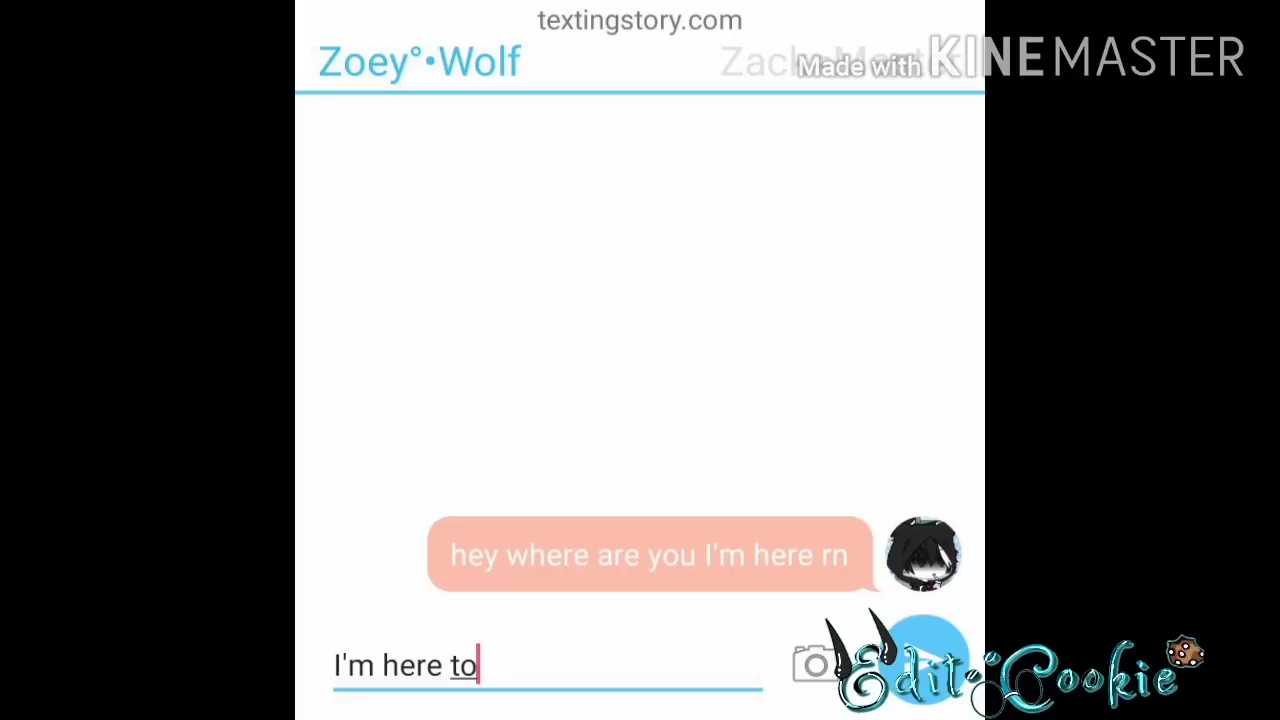 textingstory.com
Zoey°•Wolf
Made with KINEMASTER
hey where are you I'm here rn
I'm here to
Edit Cookie